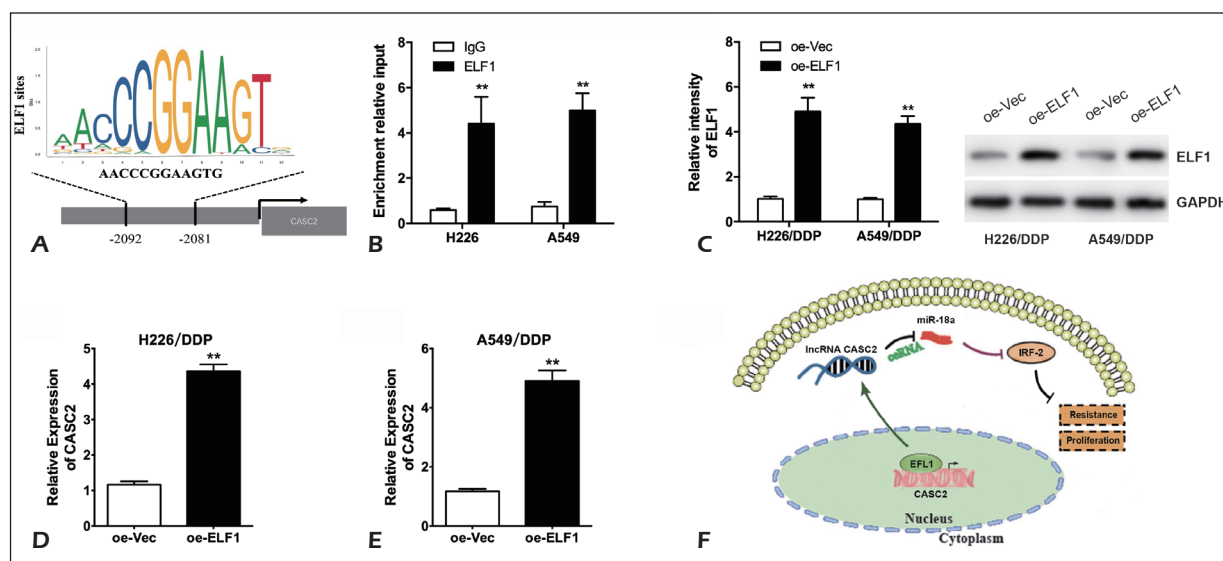 ELF1 sites
Bits
AACCCGGAAGTG
CASC2
-2092
-2081
A
Enrichment relative input
8
6
4
2
0
IgG
ELF1
**
**
H226
A549
B
Relative intensity
of ELF1
8
6
4
2
0
oe-Vec
oe-ELF1
**
**
H226/DDP
A549/DDP
C
oe-Vec
oe-ELF1
oe-Vec
oe-ELF1
ELF1
GAPDH
H226/DDP
A549/DDP
H226/DDP
Relative Expression
of CASC2
5
4
3
2
1
0
**
oe-Vec
oe-ELF1
D
A549/DDP
Relative Expression
of CASC2
6
4
2
0
**
oe-Vec
oe-ELF1
E
miR-18a
lncRNA CASC2
ceRNA
IRF-2
Resistance
Proliferation
EFL1
CASC2
Nucleus
Cytoplasm
F